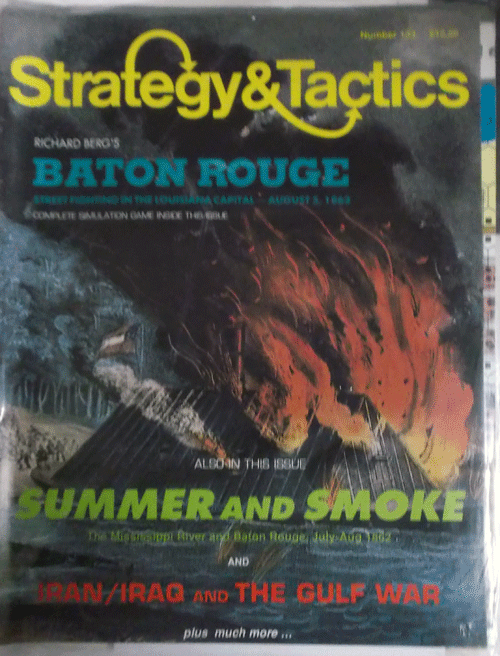 Number
Strategy&Tactics
RICHARD BERG'S
BATON ROUGE
STREET FIGHTING IN THE LOUISIANA CAPITAL AUGUST 5, 1862
COMPLETE SIMULATION GAME INSIDE THIS ISSUE
ALSO IN THIS ISSUE
SUMMER AND SMOKE
The Mississippi River and Baton Rouge, July-Aug 1862
AND
IRAN/IRAQ AND THE GULF WAR
plus much more ...